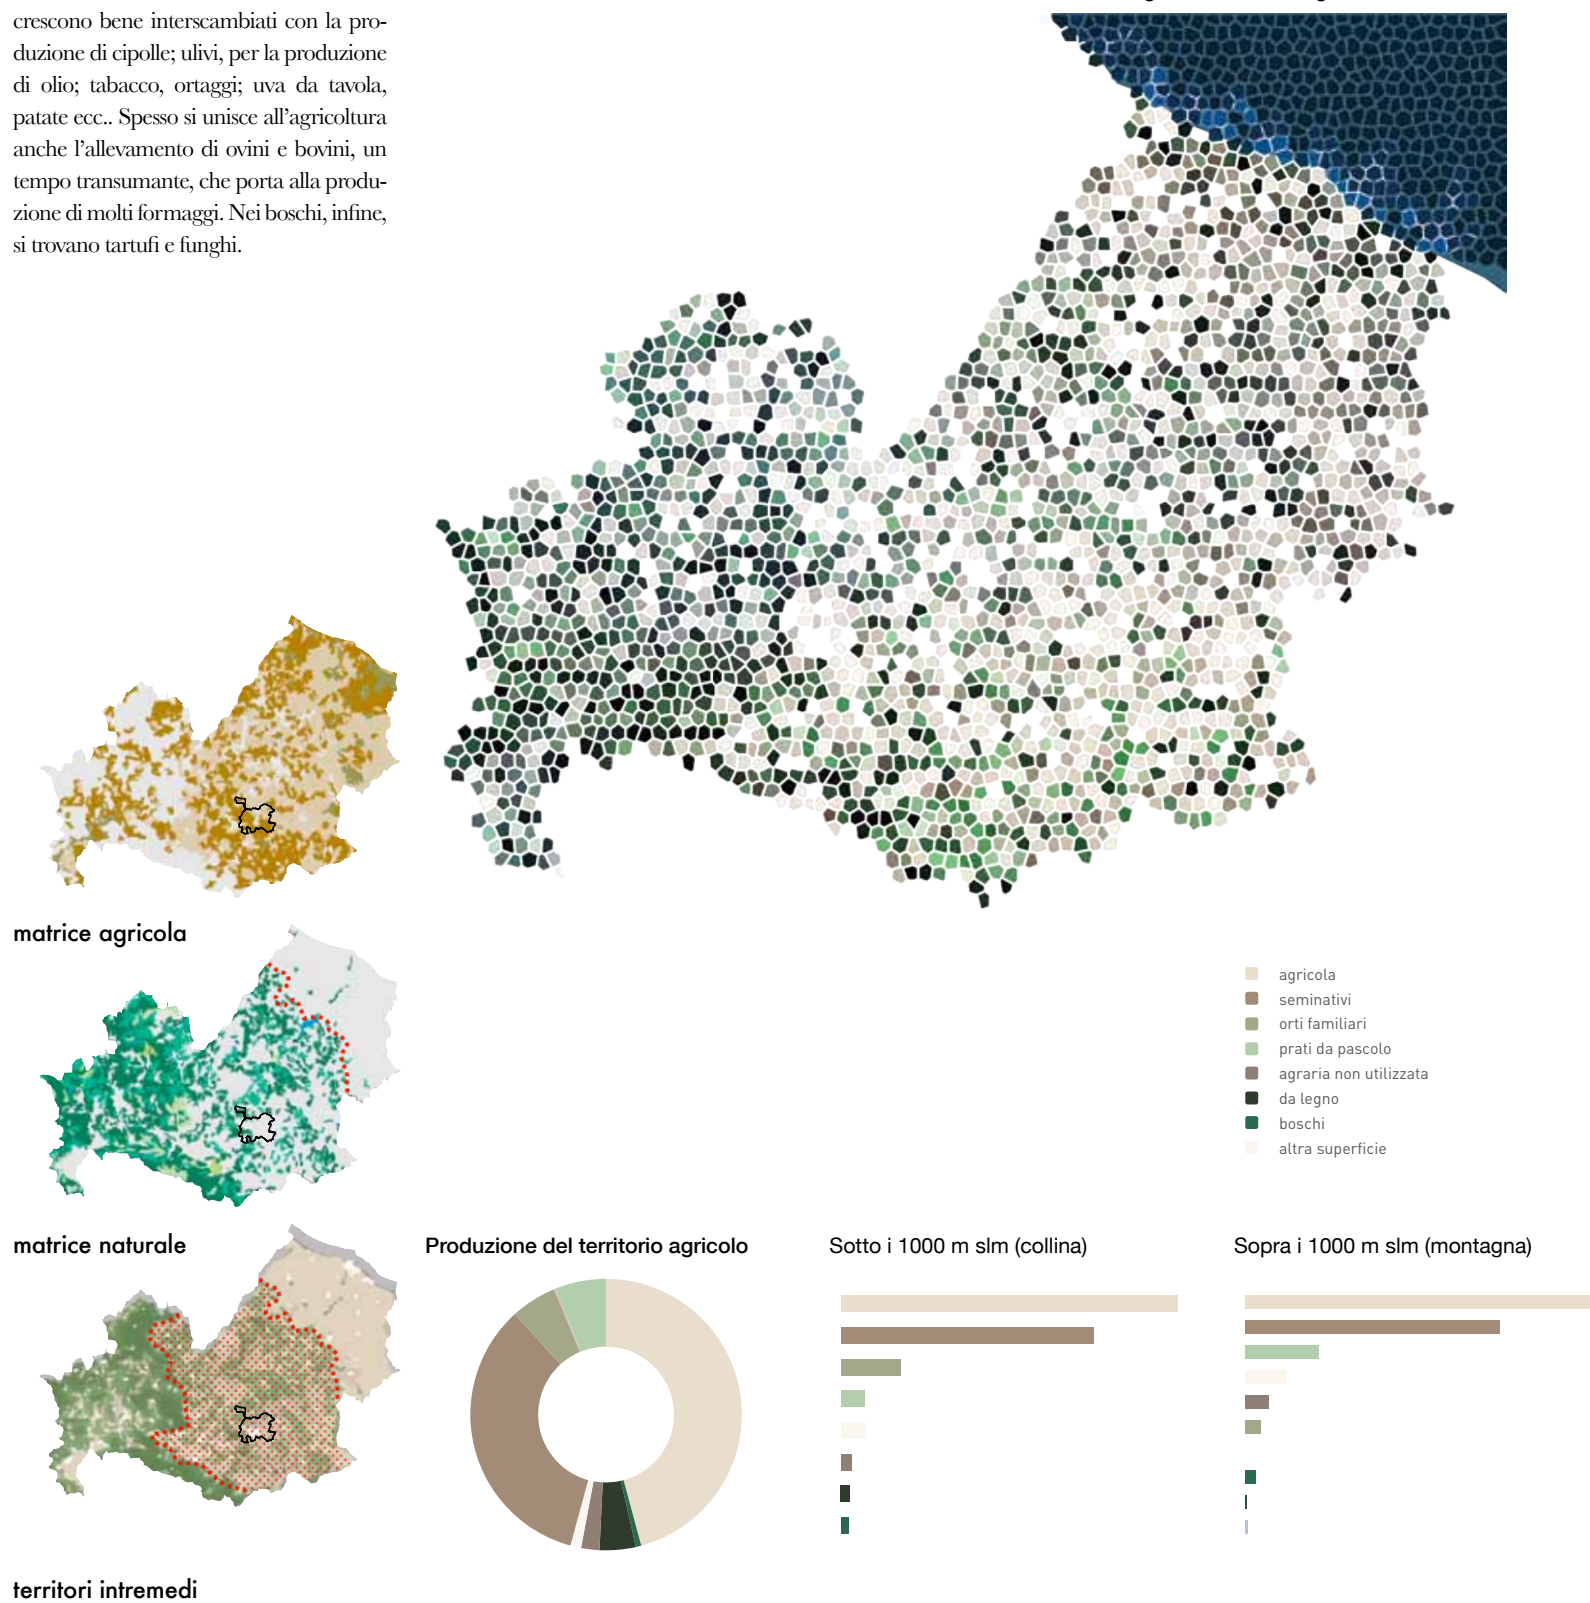 crescono bene interscambiati con la pro-
duzione di cipolle; ulivi, per la produzione
di olio; tabacco, ortaggi; uva da tavola,
patate ecc.. Spesso si unisce all’agricoltura
anche l’allevamento di ovini e bovini, un
tempo transumante, che porta alla produ-
zione di molti formaggi. Nei boschi, infine,
si trovano tartufi e funghi.
matrice agricola
agricola
seminativi
orti familiari
prati da pascolo
agraria non utilizzata
da legno
boschi
altra superficie
matrice naturale
Produzione del territorio agricolo
Sotto i 1000 m slm (collina)
Sopra i 1000 m slm (montagna)
territori intremedi